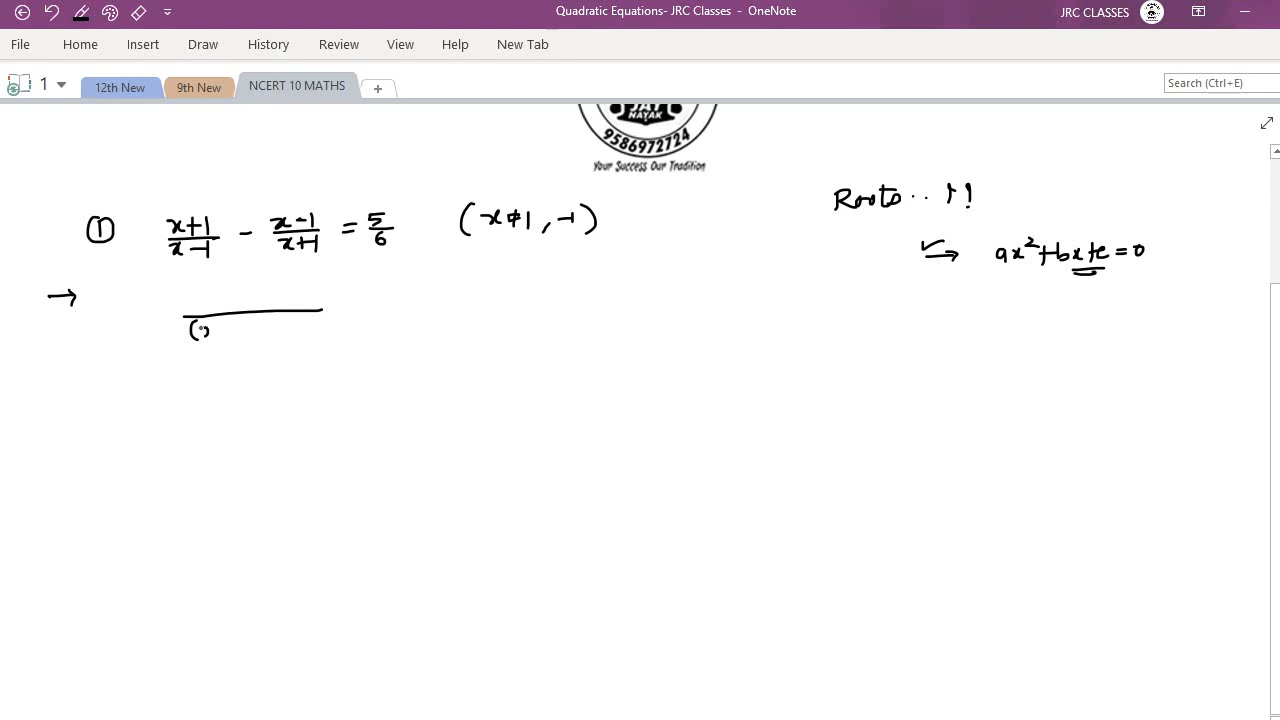 Quadratic Equations- JRC Classes - OneNote
JRC CLASSES
File Home Insert Draw History Review View Help New Tab
1 12th New 9th New NCERT 10 MATHS +
Search (Ctrl+E)
NAYAK
9586972724
Your Success Our Tradition
Roots .. !!
① (x+1)/(x-1) - (x-1)/(x+1) = 5/6 (x≠1, -1)
→ ax²+bx+c=0
→
(